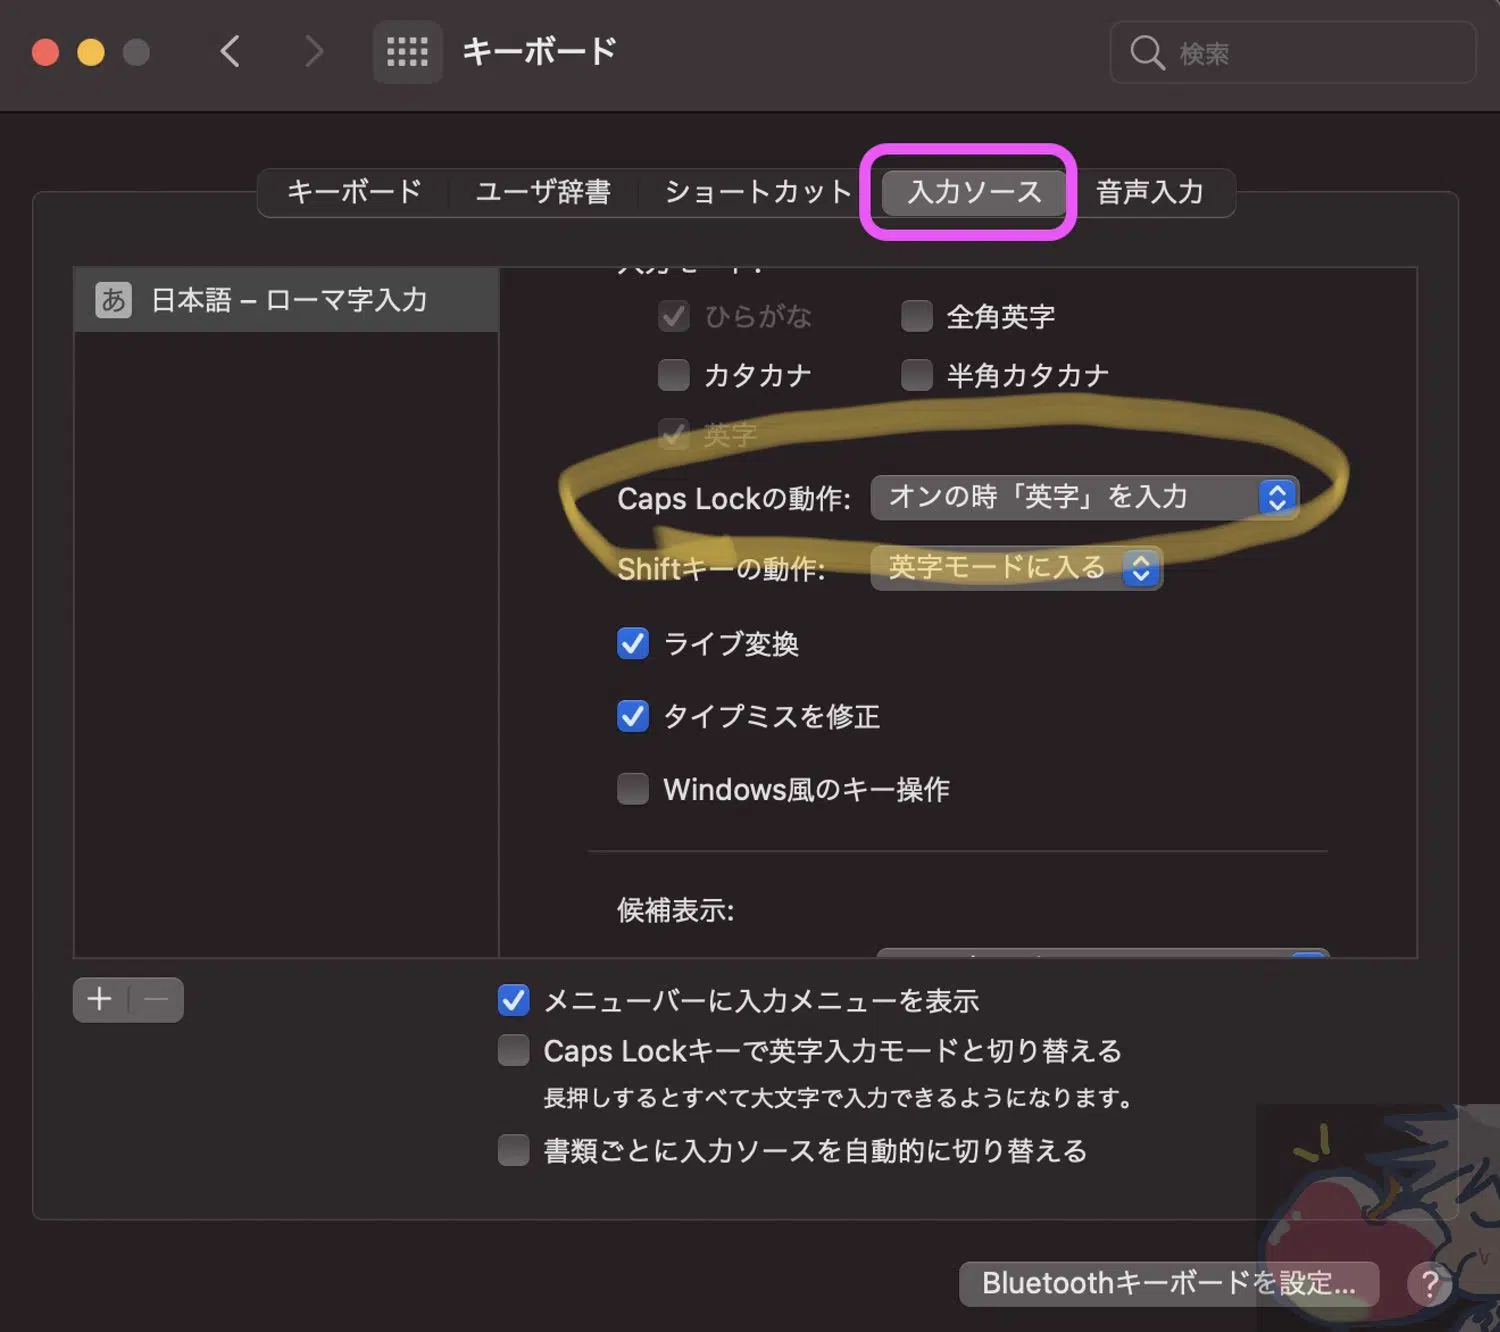 キーボード
検索
キーボード ユーザ辞書 ショートカット 入力ソース 音声入力
あ 日本語 – ローマ字入力
入力モード:
ひらがな 全角英字
カタカナ 半角カタカナ
英字
Caps Lockの動作: オンの時「英字」を入力
Shiftキーの動作: 英字モードに入る
ライブ変換
タイプミスを修正
Windows風のキー操作
候補表示:
メニューバーに入力メニューを表示
Caps Lockキーで英字入力モードと切り替える
長押しするとすべて大文字で入力できるようになります。
書類ごとに入力ソースを自動的に切り替える
Bluetoothキーボードを設定... ?